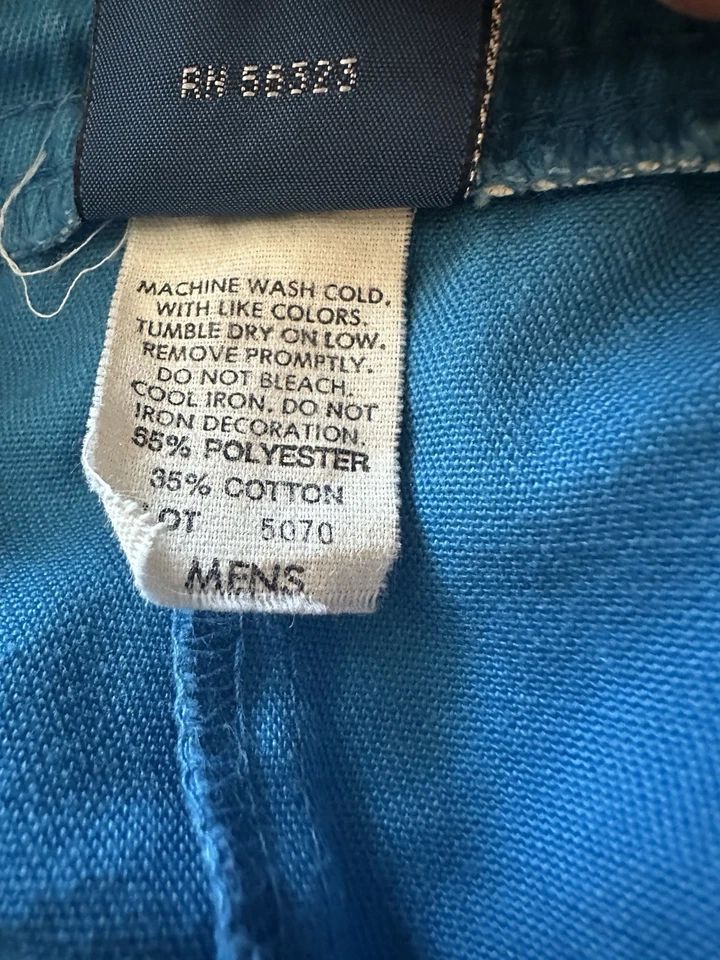 RN 56323
MACHINE WASH COLD,
WITH LIKE COLORS.
TUMBLE DRY ON LOW.
REMOVE PROMPTLY.
DO NOT BLEACH.
COOL IRON. DO NOT
IRON DECORATION.
65% POLYESTER
35% COTTON
OT 5070
MENS